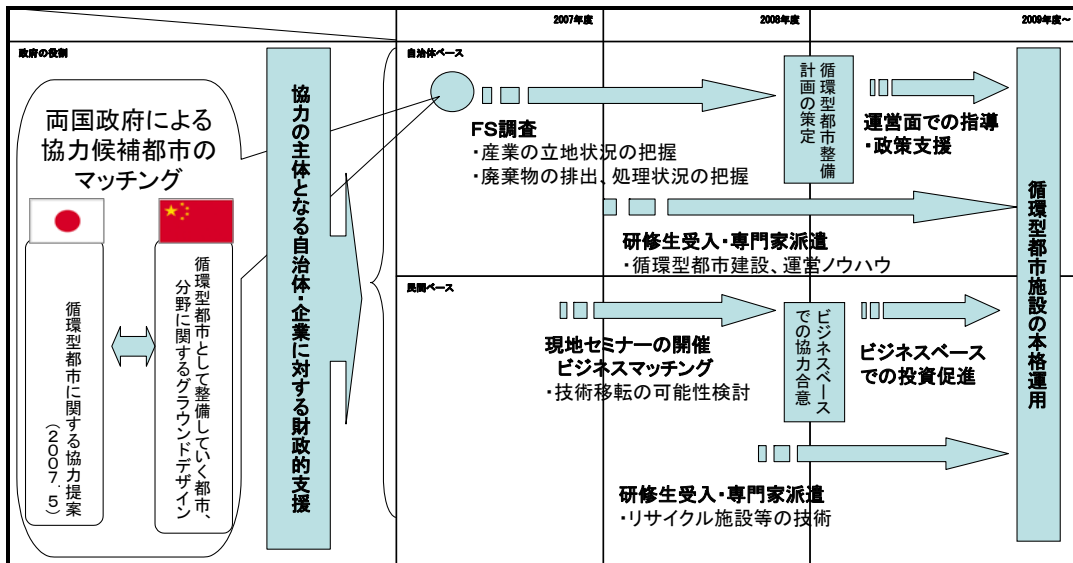 2007年度
2008年度
2009年度~
政府の役割
両国政府による
協力候補都市の
マッチング
循環型都市に関する協力提案
(2007.5)
循環型都市として整備していく都市、
分野に関するグラウンドデザイン
協力の主体となる自治体・企業に対する財政的支援
自治体ベース
FS調査
・産業の立地状況の把握
・廃棄物の排出、処理状況の把握
循環型都市整備
計画の策定
運営面での指導
・政策支援
研修生受入・専門家派遣
・循環型都市建設、運営ノウハウ
民間ベース
現地セミナーの開催
ビジネスマッチング
・技術移転の可能性検討
ビジネスベース
での協力合意
ビジネスベース
での投資促進
研修生受入・専門家派遣
・リサイクル施設等の技術
循環型都市施設の本格運用